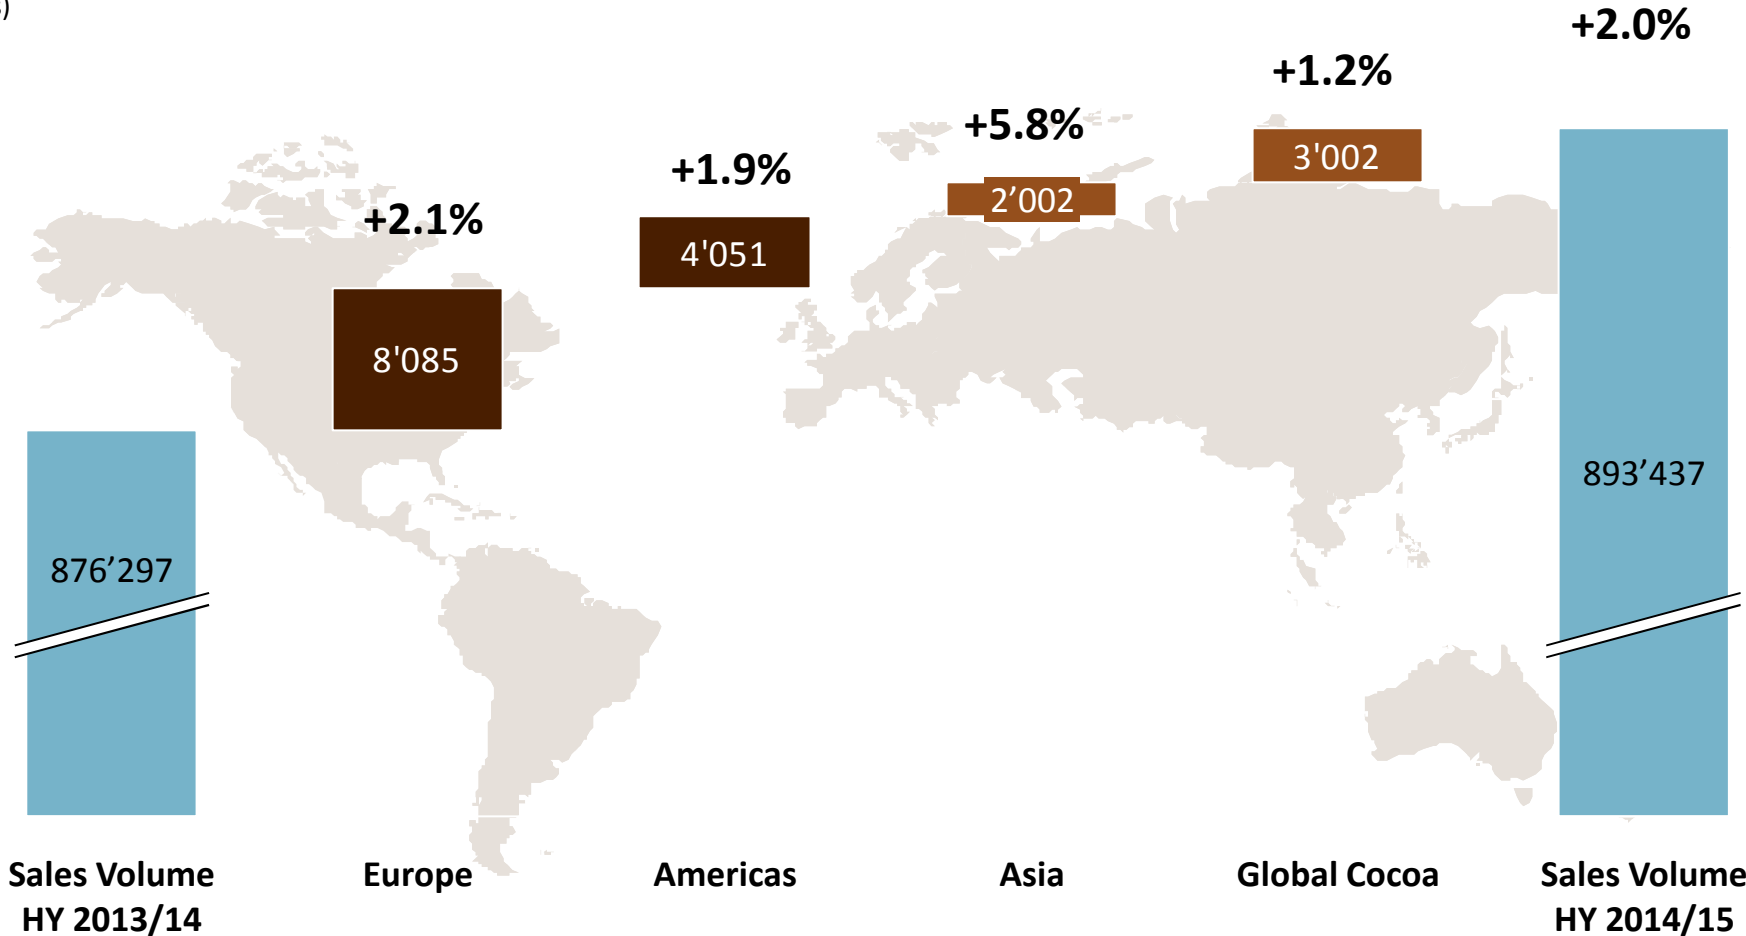 +2.0%
+1.2%
+5.8%
+1.9%
+2.1%
3'002
2’002
4'051
8'085
893’437
876’297
Sales Volume
HY 2013/14
Europe
Americas
Asia
Global Cocoa
Sales Volume
HY 2014/15